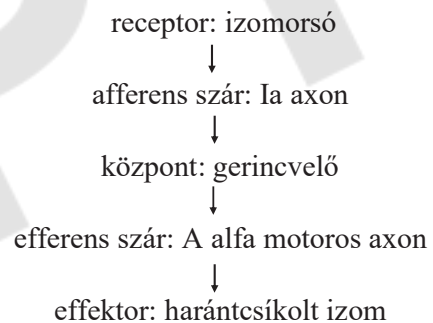 receptor: izomorsó
afferens szár: Ia axon
központ: gerincvelő
efferens szár: A alfa motoros axon
effektor: harántcsíkolt izom